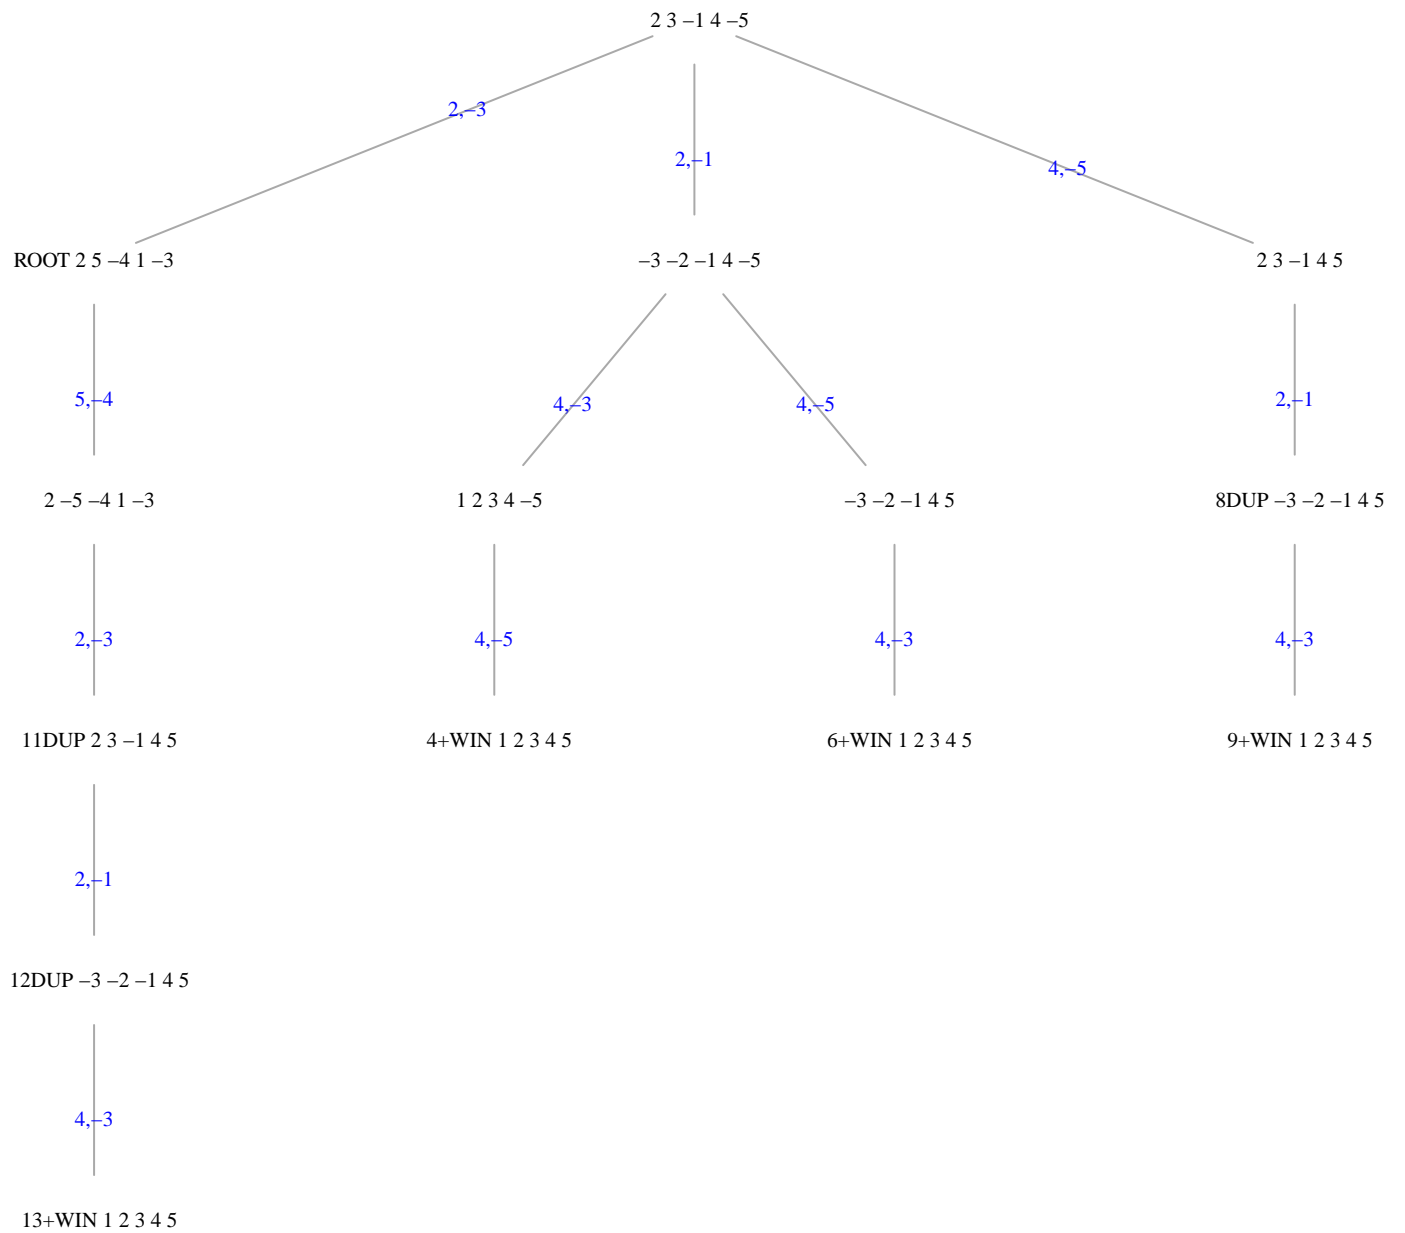 2 3 –1 4 –5
2,–3
2,–1
4,–5
ROOT 2 5 –4 1 –3
–3 –2 –1 4 –5
2 3 –1 4 5
5,–4
4,–3
4,–5
2,–1
2 –5 –4 1 –3
1 2 3 4 –5
–3 –2 –1 4 5
8DUP –3 –2 –1 4 5
2,–3
4,–5
4,–3
4,–3
11DUP 2 3 –1 4 5
4+WIN 1 2 3 4 5
6+WIN 1 2 3 4 5
9+WIN 1 2 3 4 5
2,–1
12DUP –3 –2 –1 4 5
4,–3
13+WIN 1 2 3 4 5